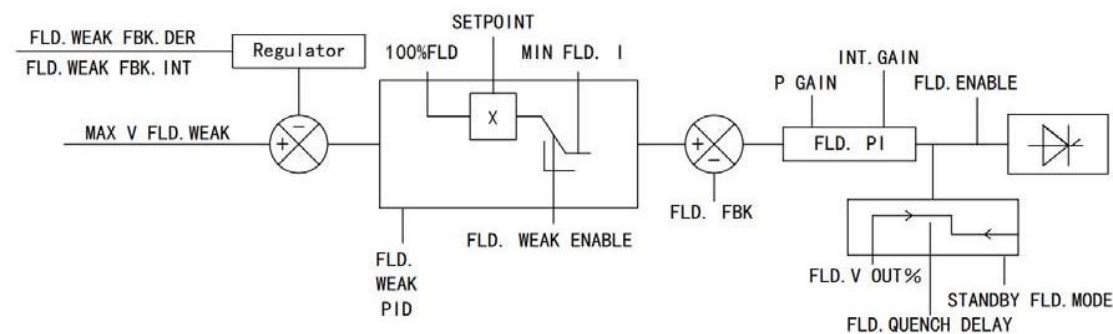 SETPOINT
FLD. WEAK FBK. DER
Regulator
100%FLD
MIN FLD. I
INT. GAIN
P GAIN
FLD. ENABLE
FLD. WEAK FBK. INT
X
MAX V FLD. WEAK
-
+
+
-
FLD. PI
FLD. FBK
FLD. WEAK ENABLE
FLD.
WEAK
PID
FLD. V OUT%
STANDBY FLD. MODE
FLD. QUENCH DELAY